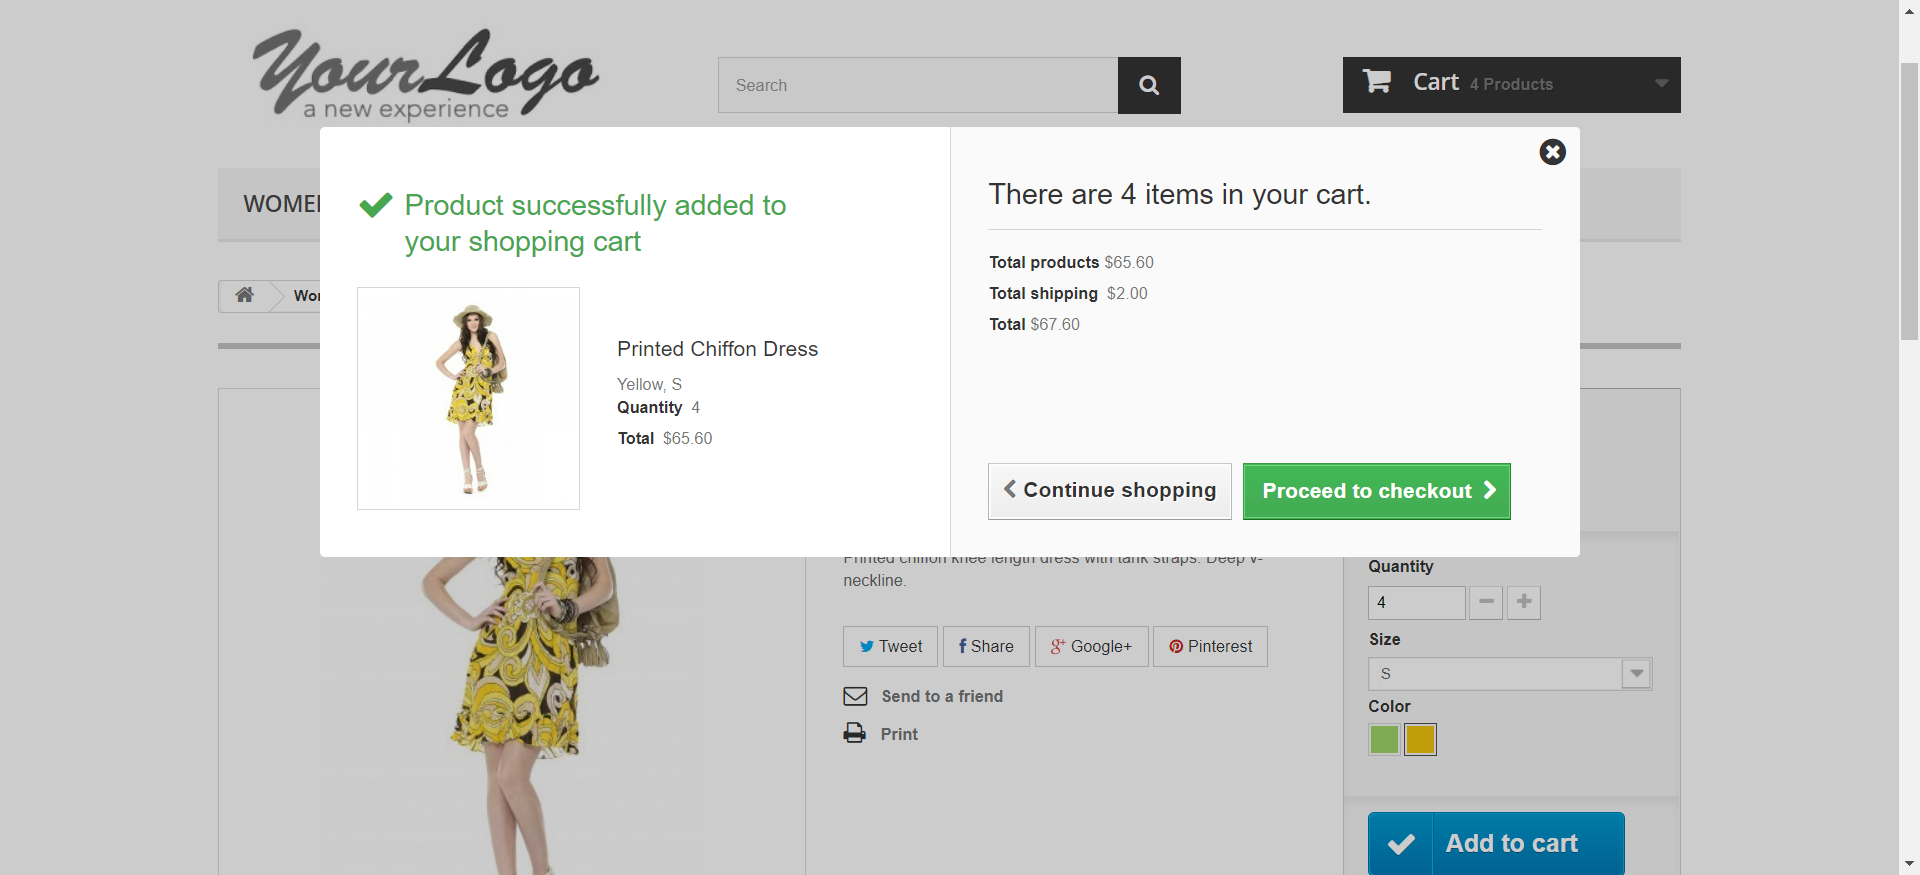 YourLogo
a new experience
Search
Cart 4 Products
Product successfully added to
your shopping cart
Printed Chiffon Dress
Yellow, S
Quantity 4
Total $65.60
There are 4 items in your cart.
Total products $65.60
Total shipping $2.00
Total $67.60
Continue shopping
Proceed to checkout
Printed chiffon knee length dress with tank straps. Deep v-
neckline.
Tweet
Share
Google+
Pinterest
Send to a friend
Print
Quantity
4
Size
S
Color
Add to cart